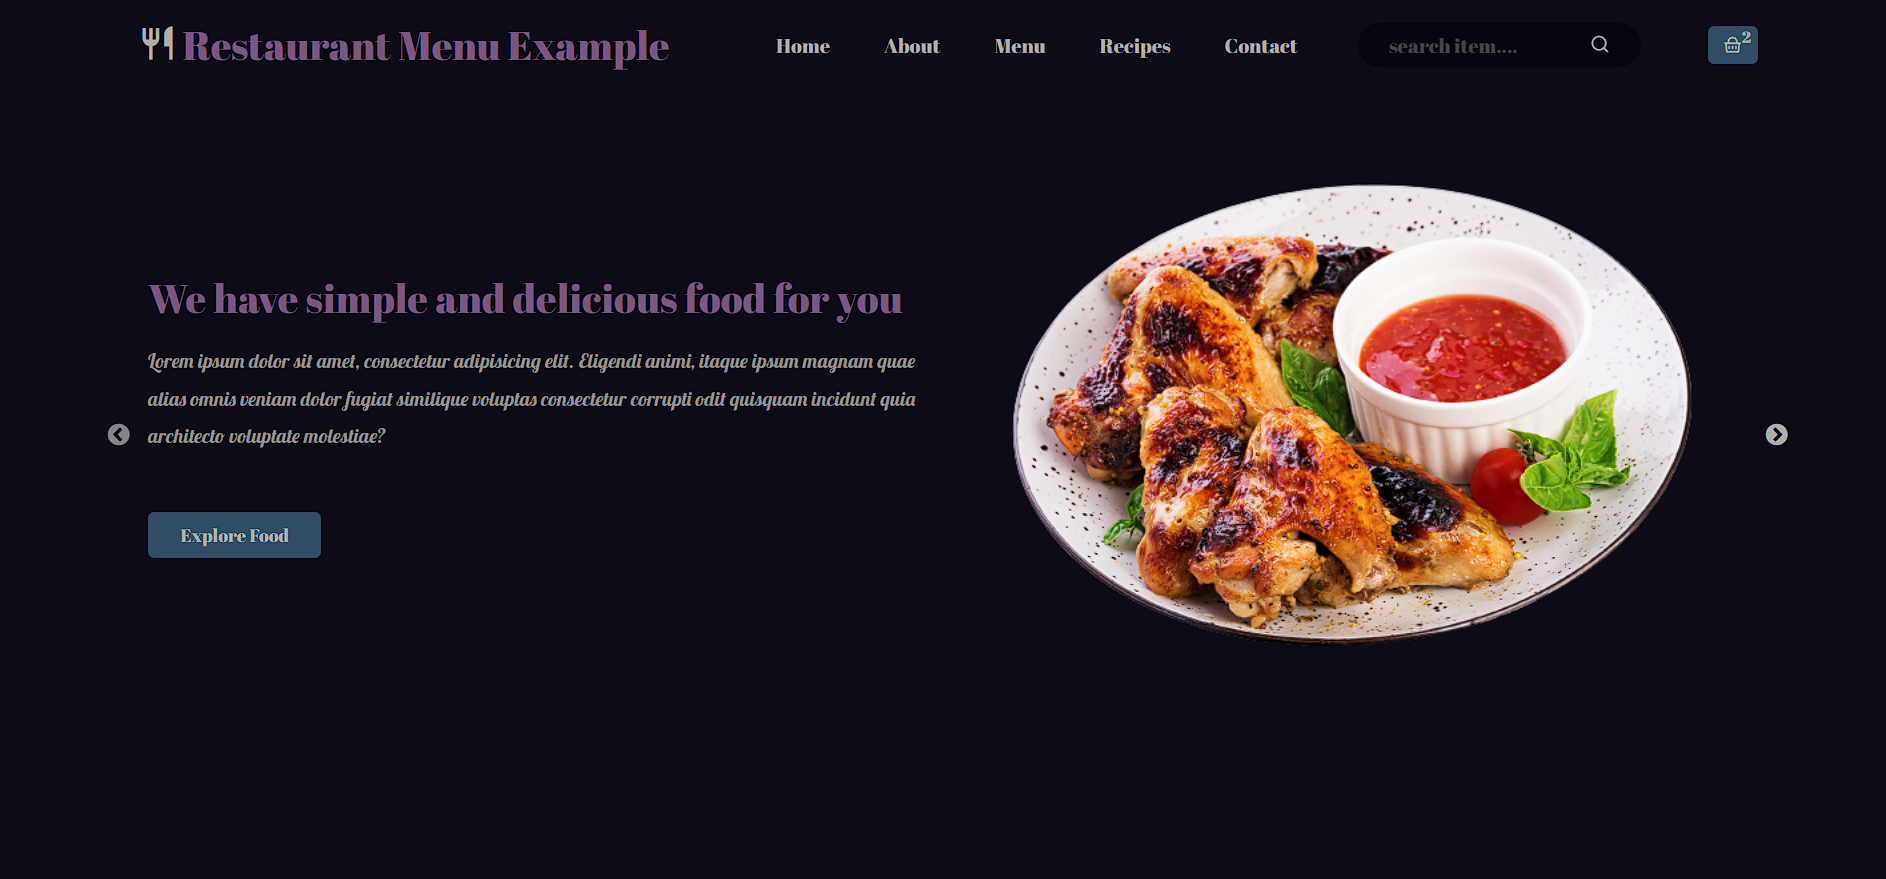 Restaurant Menu Example
Home
About
Menu
Recipes
Contact
search item....
2
We have simple and delicious food for you
Lorem ipsum dolor sit amet, consectetur adipisicing elit. Eligendi animi, itaque ipsum magnam quae
alias omnis veniam dolor fugiat similique voluptas consectetur corrupti odit quisquam incidunt quia
architecto voluptate molestiae?
Explore Food